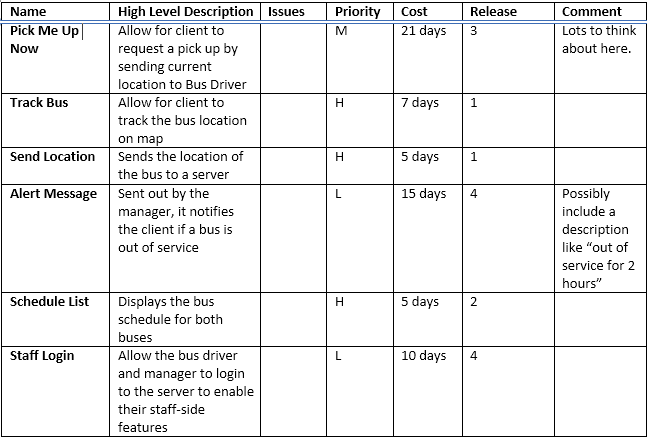 Name High Level Description Issues Priority Cost Release Comment
Pick Me Up Allow for client to M 21 days 3 Lots to think
Now request a pick up by about here.
sending current
location to Bus Driver
Track Bus Allow for client to H 7 days 1
track the bus location
on map
Send Location Sends the location of H 5 days 1
the bus to a server
Alert Message Sent out by the L 15 days 4 Possibly
manager, it notifies include a
the client if a bus is description
out of service like “out of
service for 2
hours”
Schedule List Displays the bus H 5 days 2
schedule for both
buses
Staff Login Allow the bus driver L 10 days 4
and manager to login
to the server to enable
their staff-side
features